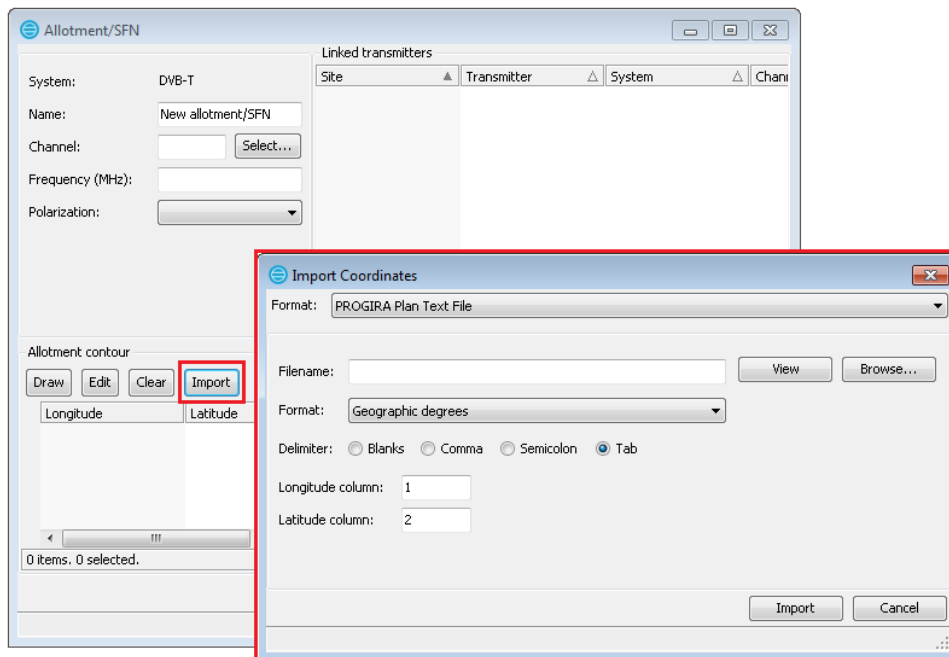 Allotment/SFN
System: DVB-T
Name: New allotment/SFN
Channel: Select...
Frequency (MHz):
Polarization:
Linked transmitters
Site Transmitter System Chann
Allotment contour
Draw Edit Clear Import
Longitude Latitude
0 items. 0 selected.
Import Coordinates
Format: PROGIRA Plan Text File
Filename: View Browse...
Format: Geographic degrees
Delimiter: Blanks Comma Semicolon Tab
Longitude column: 1
Latitude column: 2
Import Cancel